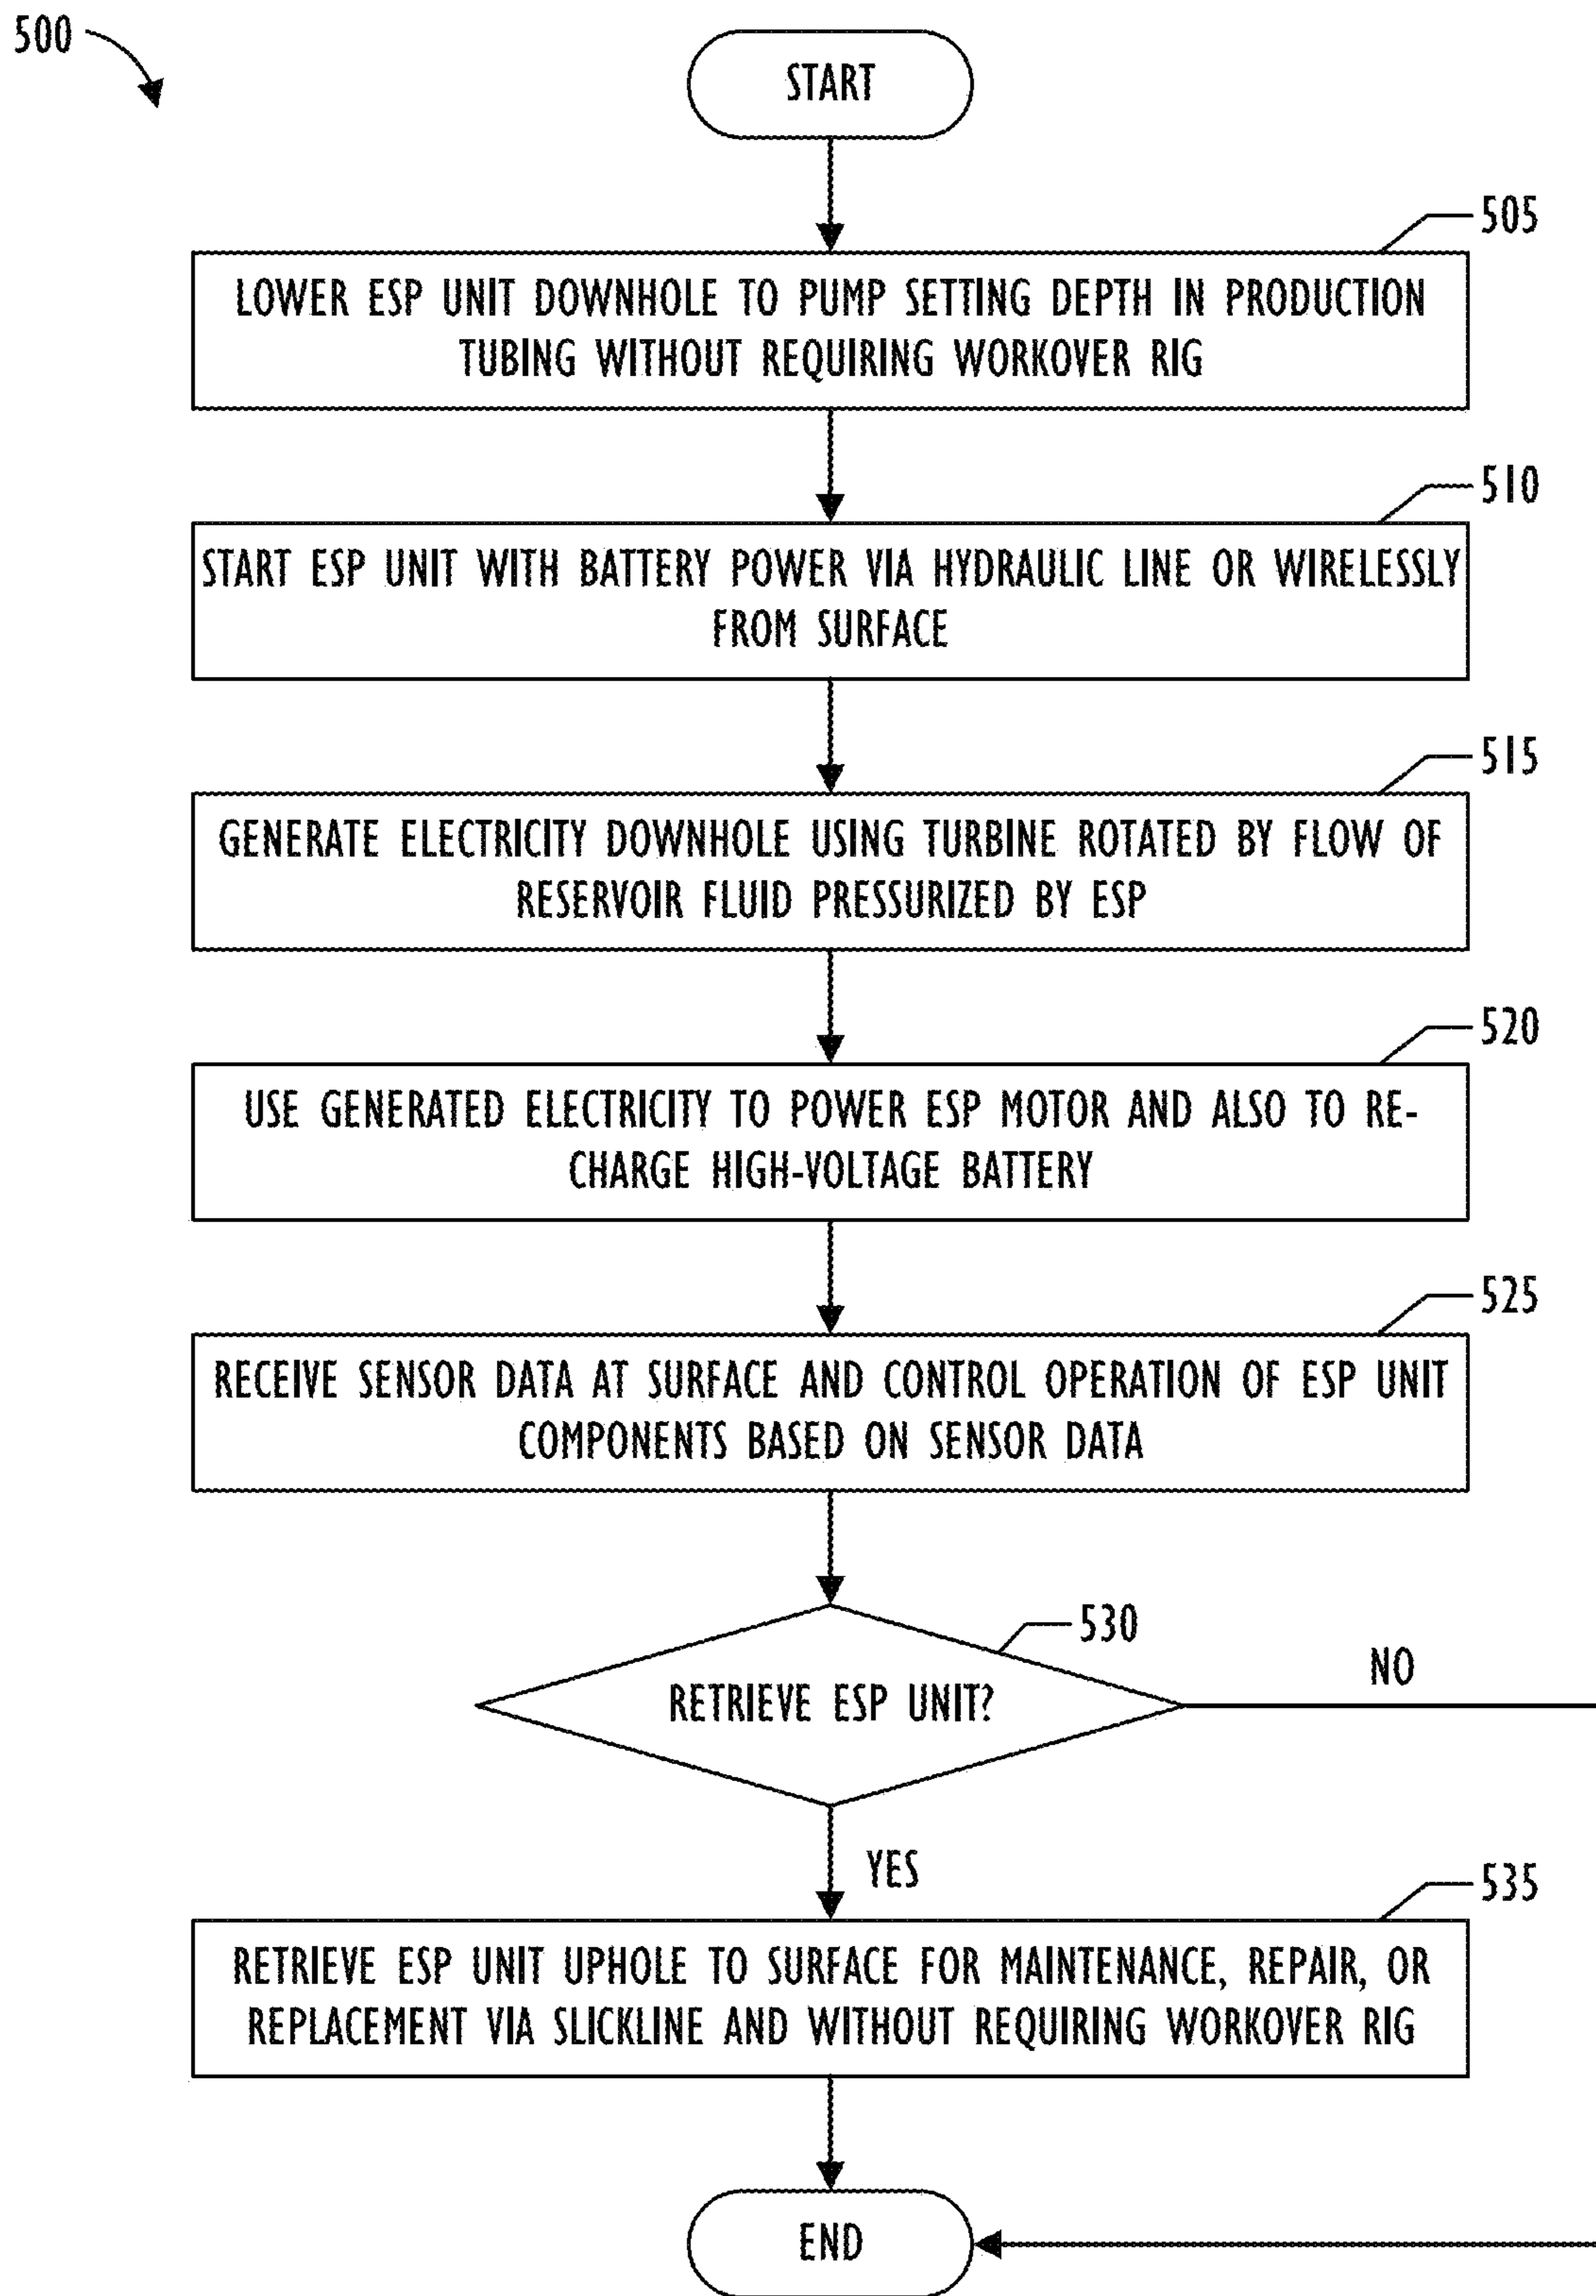 500
START
505
LOWER ESP UNIT DOWNHOLE TO PUMP SETTING DEPTH IN PRODUCTION
TUBING WITHOUT REQUIRING WORKOVER RIG
510
START ESP UNIT WITH BATTERY POWER VIA HYDRAULIC LINE OR WIRELESSLY
FROM SURFACE
515
GENERATE ELECTRICITY DOWNHOLE USING TURBINE ROTATED BY FLOW OF
RESERVOIR FLUID PRESSURIZED BY ESP
520
USE GENERATED ELECTRICITY TO POWER ESP MOTOR AND ALSO TO RE-
CHARGE HIGH-VOLTAGE BATTERY
525
RECEIVE SENSOR DATA AT SURFACE AND CONTROL OPERATION OF ESP UNIT
COMPONENTS BASED ON SENSOR DATA
530
RETRIEVE ESP UNIT?
NO
YES
535
RETRIEVE ESP UNIT UPHOLE TO SURFACE FOR MAINTENANCE, REPAIR, OR
REPLACEMENT VIA SLICKLINE AND WITHOUT REQUIRING WORKOVER RIG
END